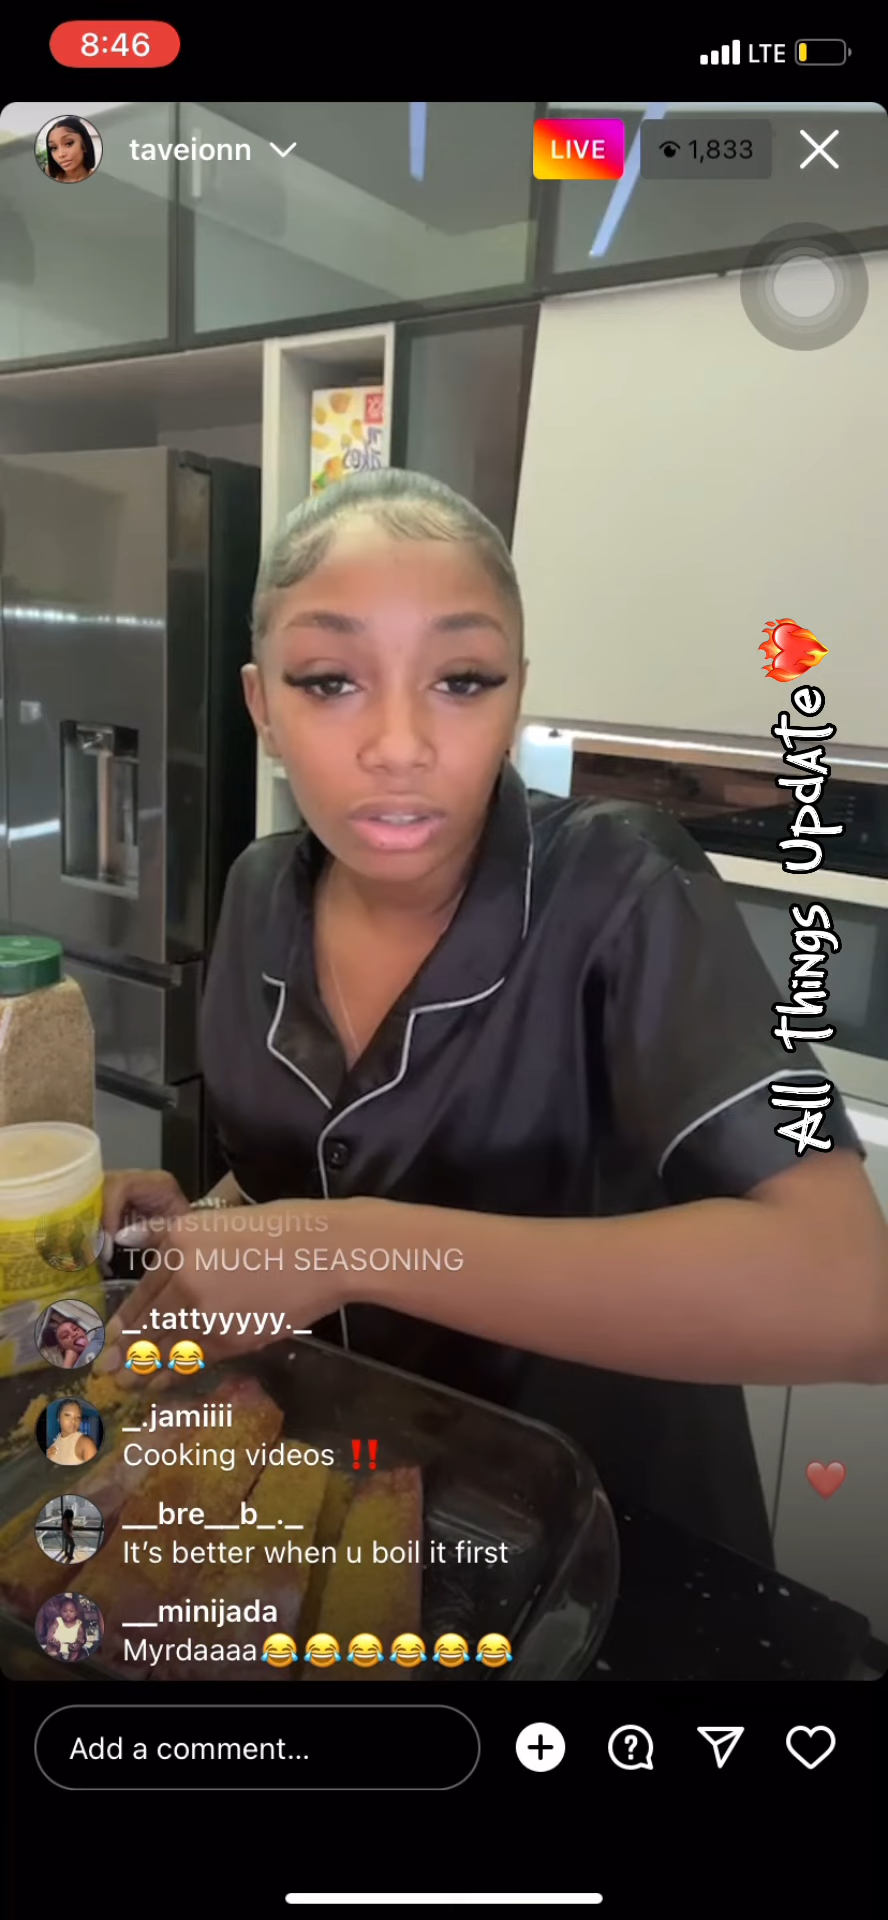 8:46
LTE
taveionn
LIVE
1,833
All Things Update
jhensthoughts
TOO MUCH SEASONING
_.tattyyyyy._
😂😂
_.jamiiii
Cooking videos ‼️
__bre__b_._
It’s better when u boil it first
__minijada
Myrdaaaa😂😂😂😂😂😂
Add a comment...